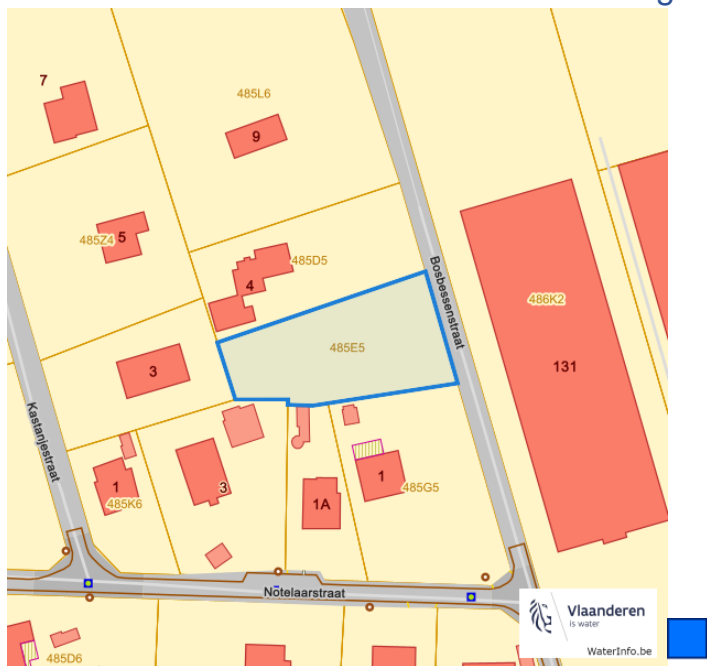 7
485L6
9
485Z4
5
485D5
4
Bosbessenstraat
486K2
485E5
131
3
Kastanjestraat
1
485K6
3
1A
1
485G5
Notelaarstraat
Vlaanderen
is water
WaterInfo.be
485D6